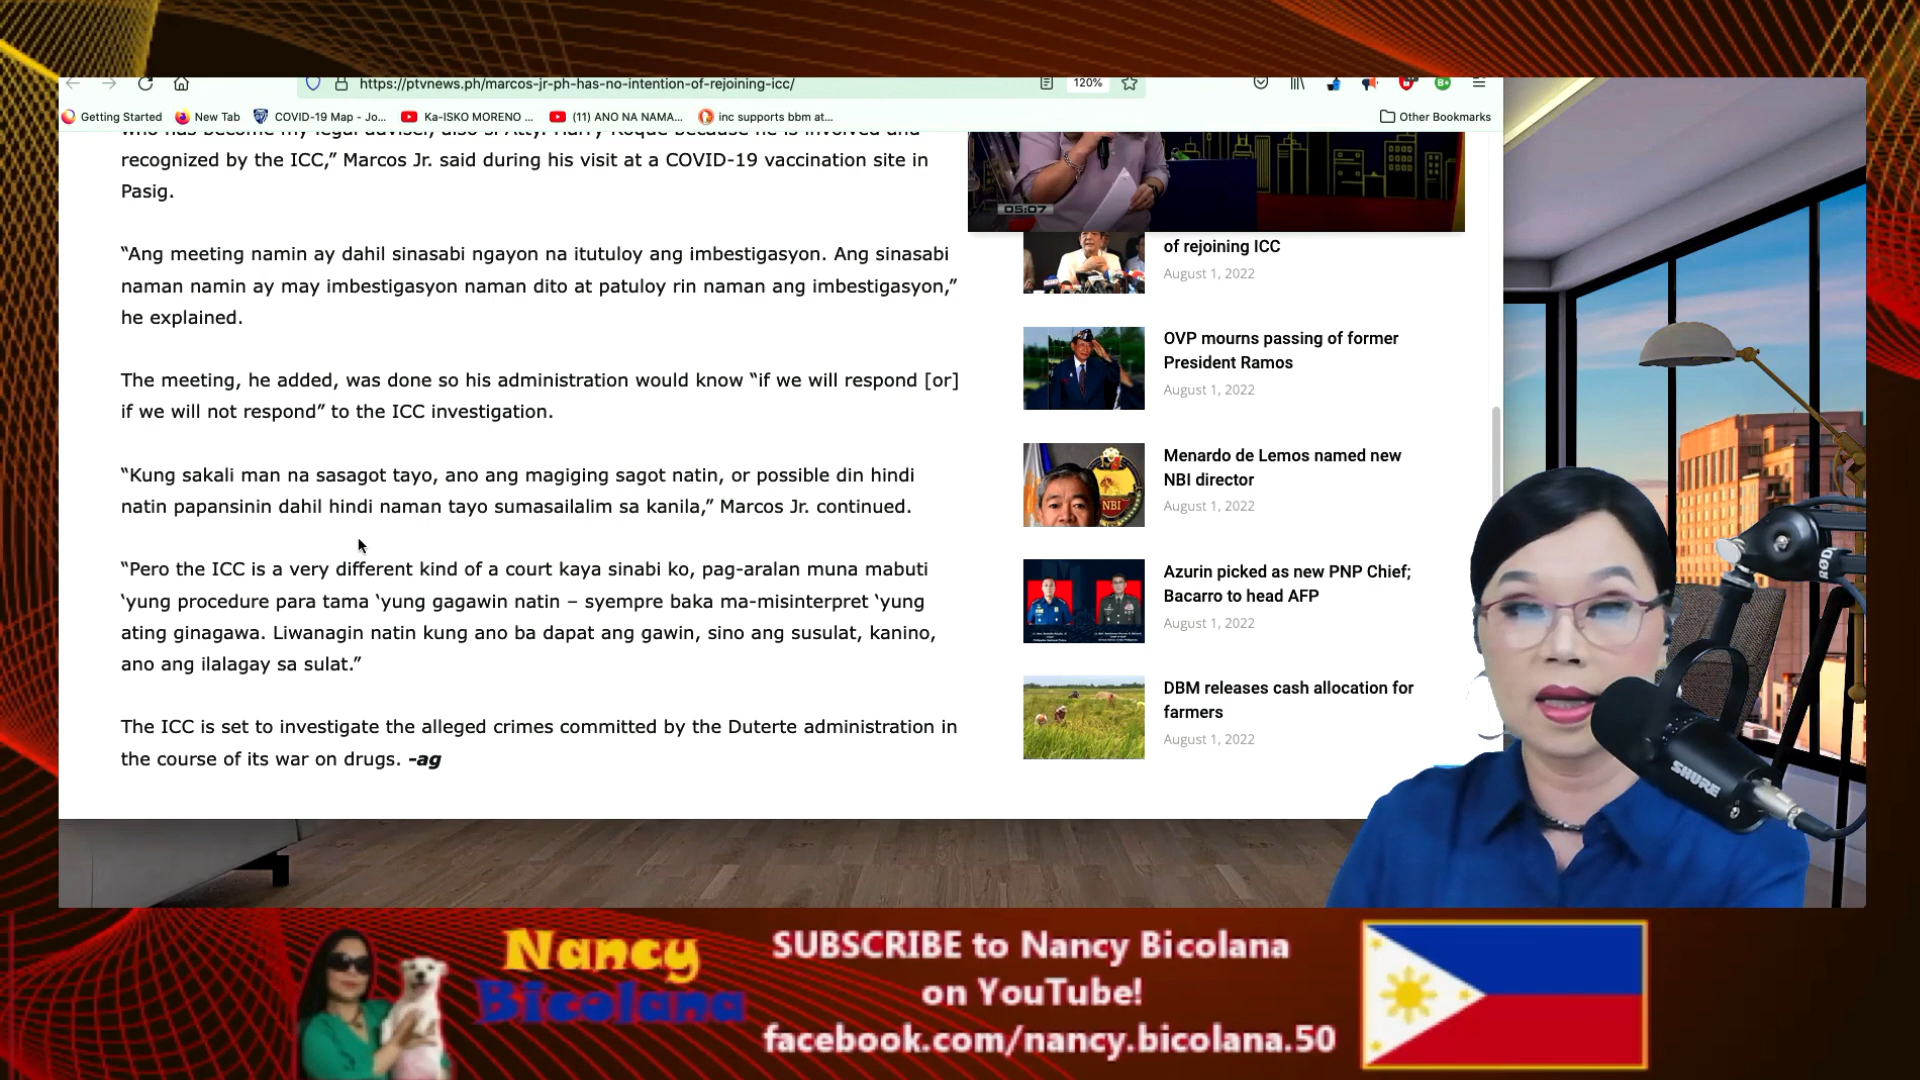 https://ptvnews.ph/marcos-jr-ph-has-no-intention-of-rejoining-icc/
120%
Getting Started
New Tab
COVID-19 Map - Jo...
Ka-ISKO MORENO ...
(11) ANO NA NAMA...
inc supports bbm at...
Other Bookmarks
who has become my legal adviser, also si Atty. Harry Roque because he is involved and
recognized by the ICC,” Marcos Jr. said during his visit at a COVID-19 vaccination site in
Pasig.
“Ang meeting namin ay dahil sinasabi ngayon na itutuloy ang imbestigasyon. Ang sinasabi
naman namin ay may imbestigasyon naman dito at patuloy rin naman ang imbestigasyon,”
he explained.
The meeting, he added, was done so his administration would know “if we will respond [or]
if we will not respond” to the ICC investigation.
“Kung sakali man na sasagot tayo, ano ang magiging sagot natin, or possible din hindi
natin papansinin dahil hindi naman tayo sumasailalim sa kanila,” Marcos Jr. continued.
“Pero the ICC is a very different kind of a court kaya sinabi ko, pag-aralan muna mabuti
‘yung procedure para tama ‘yung gagawin natin – syempre baka ma-misinterpret ‘yung
ating ginagawa. Liwanagin natin kung ano ba dapat ang gawin, sino ang susulat, kanino,
ano ang ilalagay sa sulat.”
The ICC is set to investigate the alleged crimes committed by the Duterte administration in
the course of its war on drugs. -ag
05:07
of rejoining ICC
August 1, 2022
OVP mourns passing of former
President Ramos
August 1, 2022
Menardo de Lemos named new
NBI director
August 1, 2022
NBI
Azurin picked as new PNP Chief;
Bacarro to head AFP
August 1, 2022
DBM releases cash allocation for
farmers
August 1, 2022
RØD
SHURE
Nancy
Bicolana
SUBSCRIBE to Nancy Bicolana
on YouTube!
facebook.com/nancy.bicolana.50